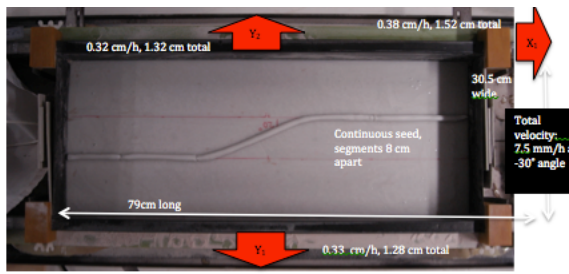 0.38 cm/h, 1.52 cm total
Y2
X1
0.32 cm/h, 1.32 cm total
30.5 cm
wide
Continuous seed,
segments 8 cm
apart
Total
velocity:
7.5 mm/h a
-30° angle
79cm long
Y1
0.33 cm/h, 1.28 cm total